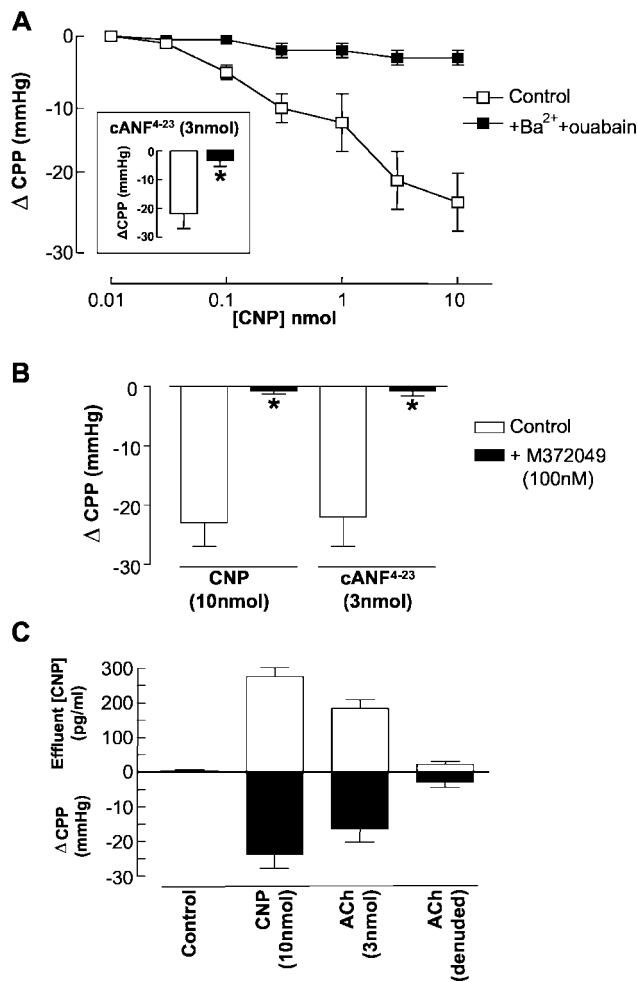 A
0
-10
-20
-30
Δ CPP (mmHg)
cANF4-23 (3nmol)
0
-10
-20
-30
ΔCPP (mmHg)
*
Control
+Ba2++ouabain
0.01
0.1
1
10
[CNP] nmol
B
0
-10
-20
-30
Δ CPP (mmHg)
*
*
Control
+ M372049
(100nM)
CNP
(10nmol)
cANF4-23
(3nmol)
C
300
200
100
0
-10
-20
-30
Effluent [CNP]
(pg/ml)
Δ CPP
(mmHg)
Control
CNP
(10nmol)
ACh
(3nmol)
ACh
(denuded)